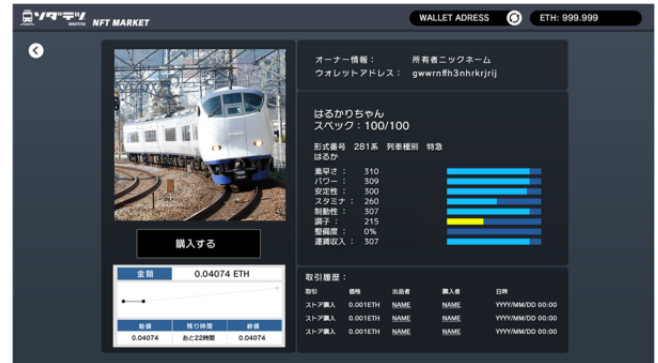 ソダテツ NFT MARKET
WALLET ADRESS
ETH: 999.999
オーナー情報： 所有者ニックネーム
ウォレットアドレス： gwwrnffh3nhrkrjrij
はるかりちゃん
スペック：100/100
形式番号 281系 列車種別 特急
はるか
素早さ： 310
パワー： 309
安定性： 300
スタミナ： 260
制動性： 307
調子： 215
整備度： 0%
運賃収入： 307
購入する
金額 0.04074 ETH
始値 残り時間 終値
0.04074 あと22時間 0.04074
取引履歴：
取引 価格 出品者 購入者 日時
ストア購入 0.001ETH NAME NAME YYYY/MM/DD 00:00
ストア購入 0.001ETH NAME NAME YYYY/MM/DD 00:00
ストア購入 0.001ETH NAME NAME YYYY/MM/DD 00:00